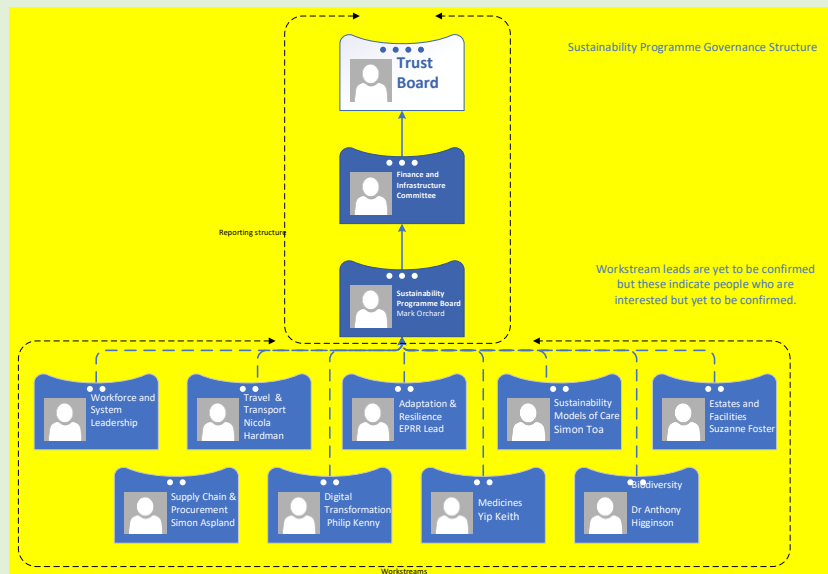 Sustainability Programme Governance Structure
Trust
Board
Finance and
Infrastructure
Committee
Reporting structure
Workstream leads are yet to be confirmed
but these indicate people who are
interested but yet to be confirmed.
Sustainability
Programme Board
Mark Orchard
Workforce and
System
Leadership
Travel &
Transport
Nicola
Hardman
Adaptation &
Resilience
EPRR Lead
Sustainability
Models of Care
Simon Toa
Estates and
Facilities
Suzanne Foster
Supply Chain &
Procurement
Simon Aspland
Digital
Transformation
Philip Kenny
Medicines
Yip Keith
Biodiversity
Dr Anthony
Higginson
Workstreams